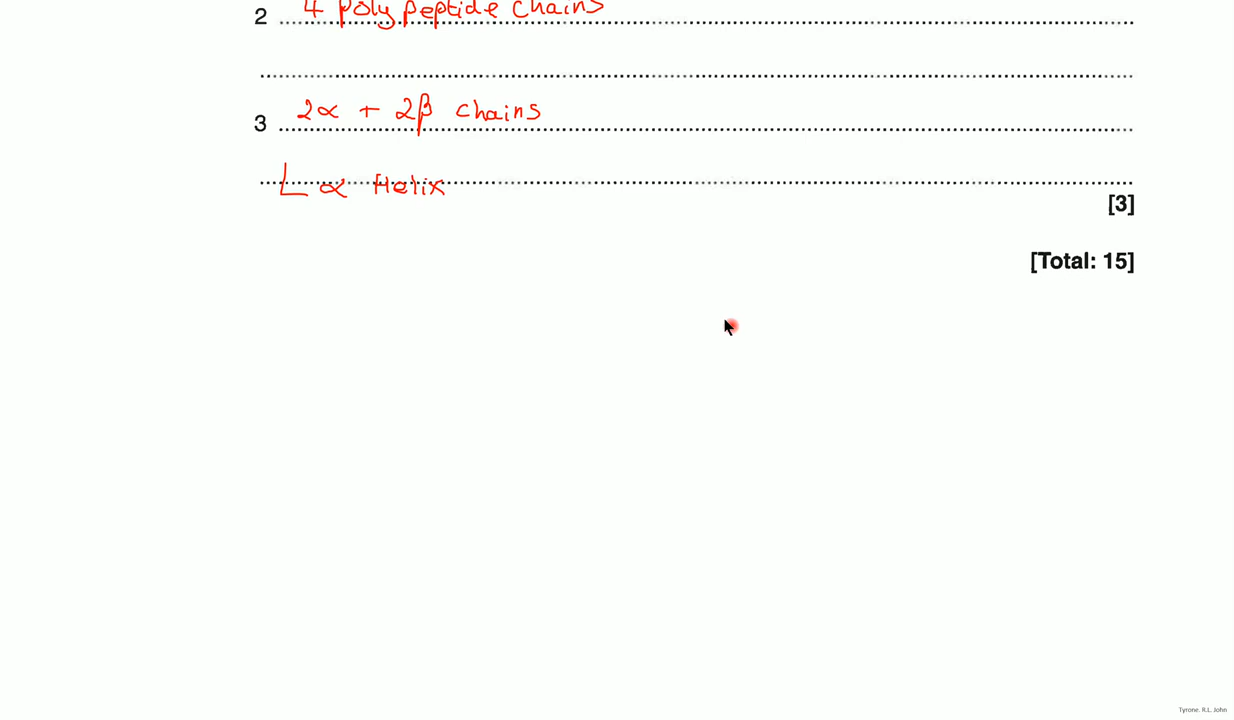 2 4 polypeptide chains
3 2α + 2β chains
α Helix
[3]
[Total: 15]
Tyrone. R.L. John